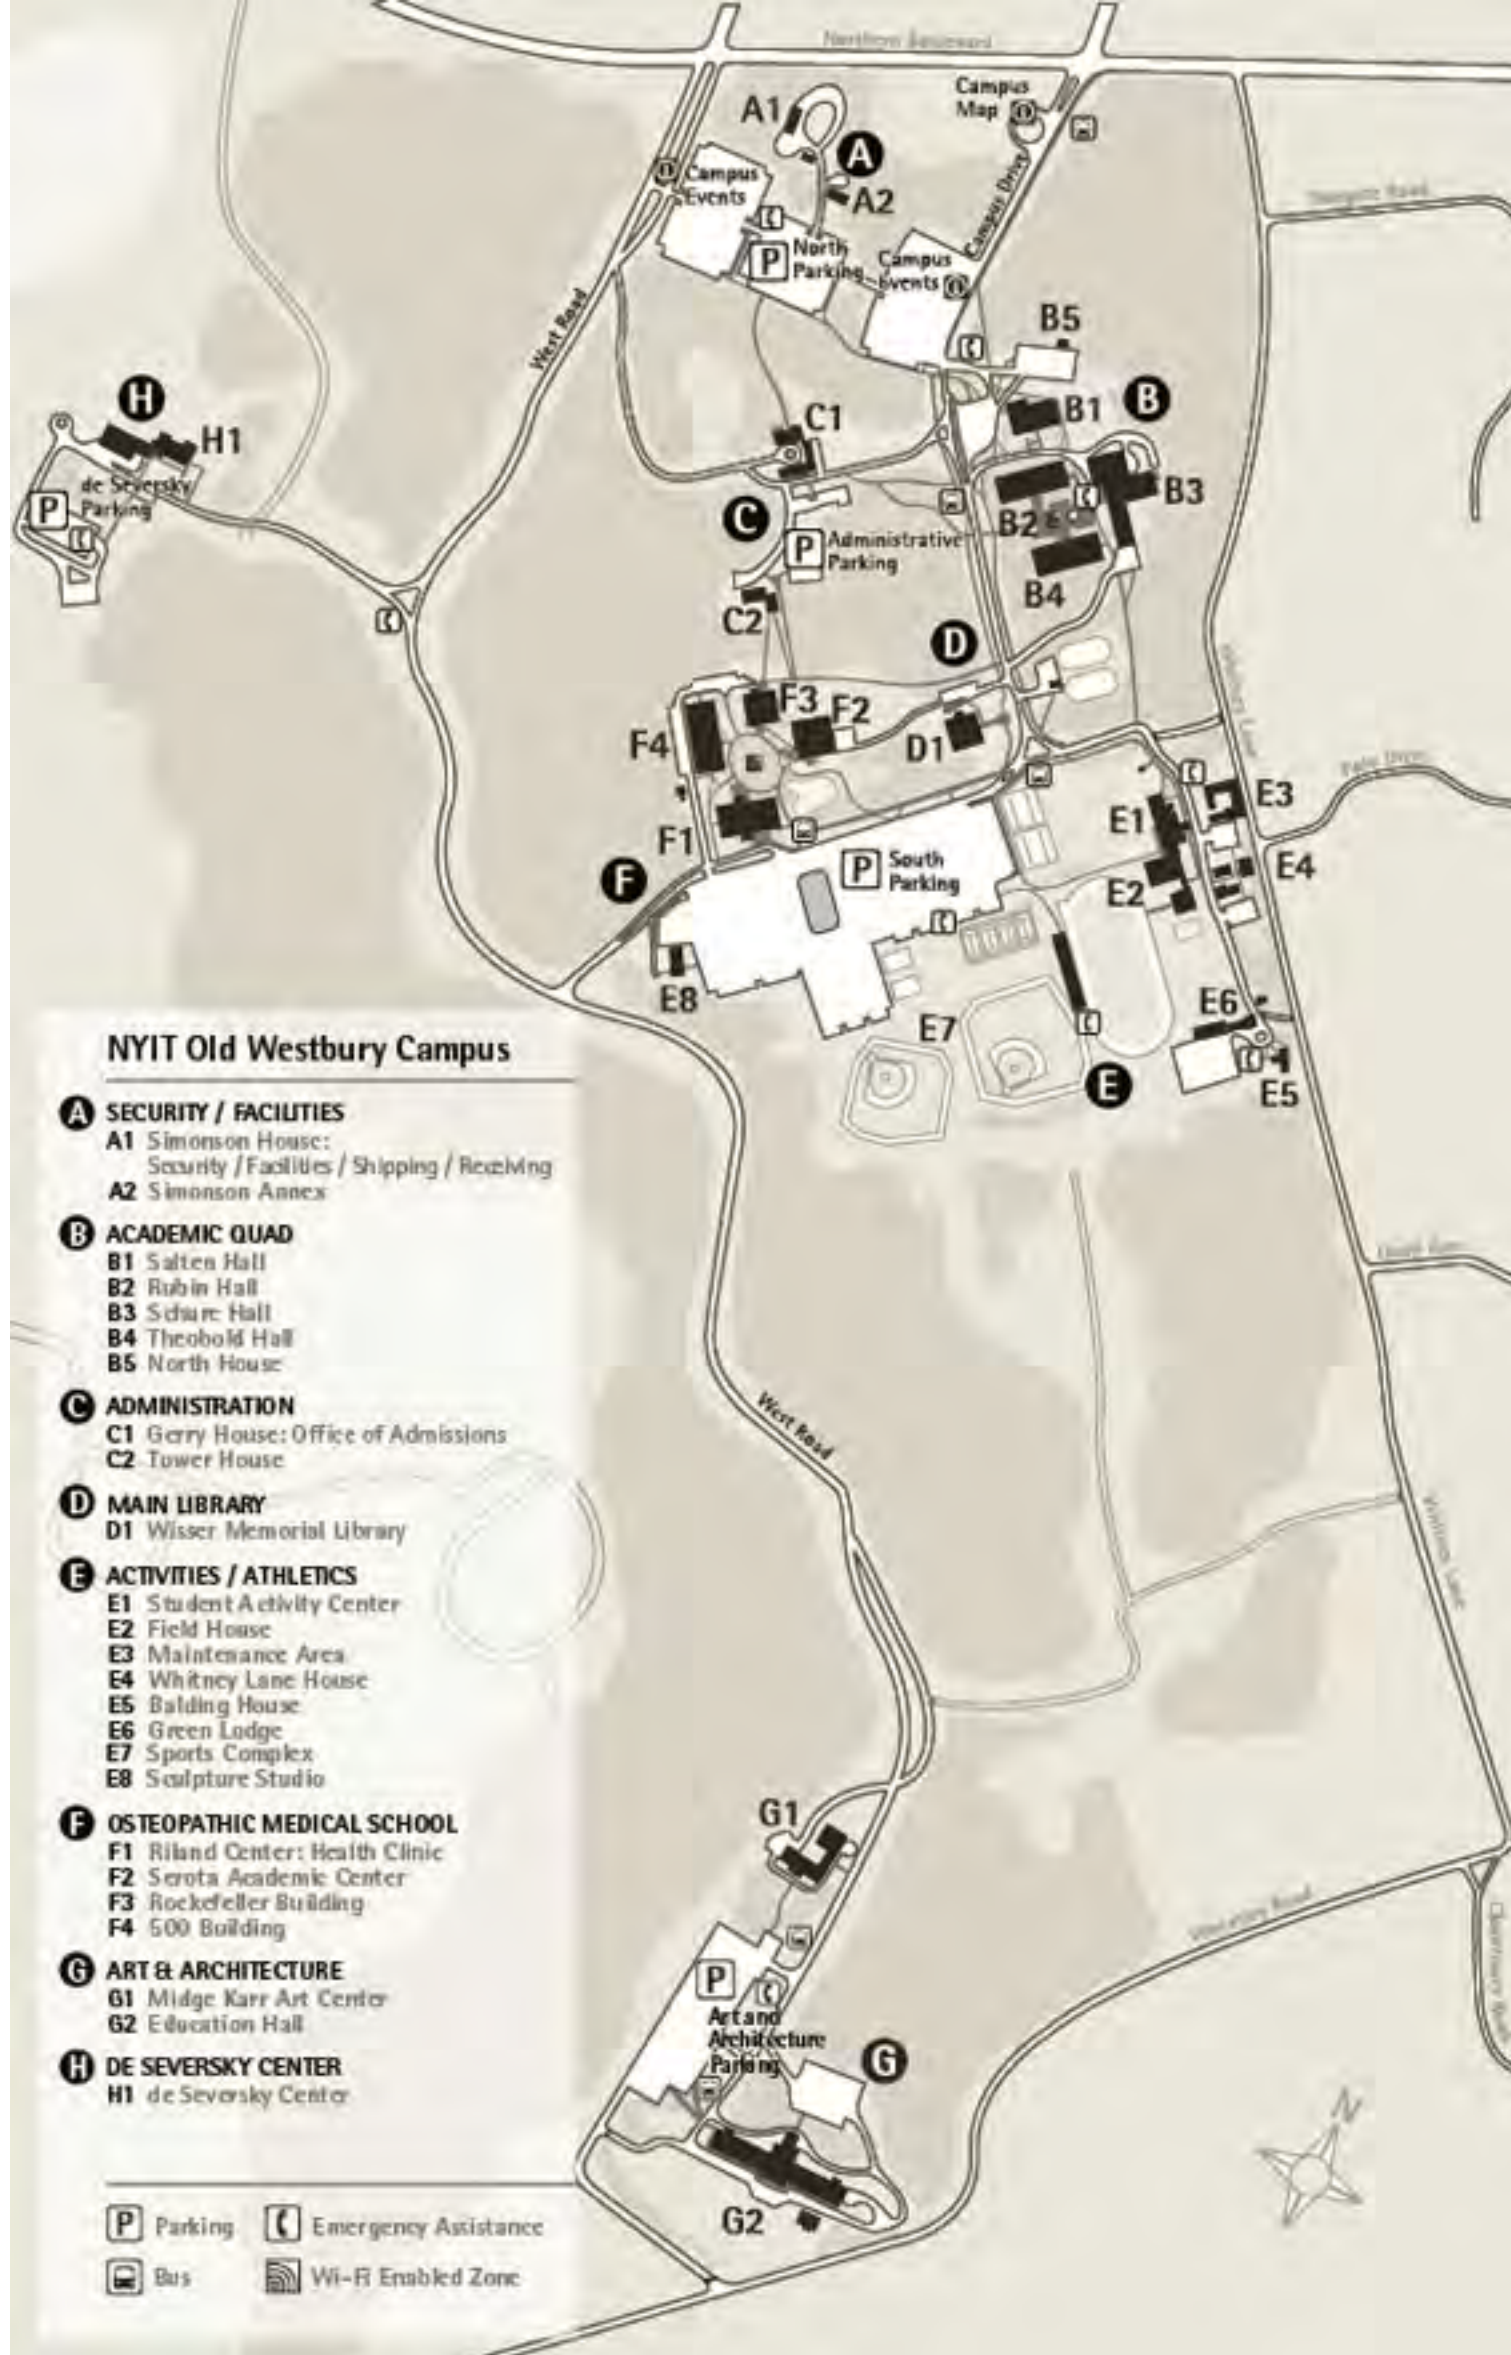 Northern Boulevard
Campus
Map
A1
A
Campus
Events
A2
Campus Drive
North
Parking
P
Campus
Events
West Road
B5
H
H1
C1
B1
B
de Seversky
Parking
P
C
B2
B3
P
Administrative
Parking
B4
C2
D
F3
F2
F4
D1
Whitney Lane
E3
E1
F1
P
South
Parking
E4
F
E2
E8
E7
E6
E
E5
NYIT Old Westbury Campus
A SECURITY / FACILITIES
A1 Simonson House:
Security / Facilities / Shipping / Receiving
A2 Simonson Annex
B ACADEMIC QUAD
B1 Salten Hall
B2 Rubin Hall
B3 Schure Hall
B4 Theobold Hall
B5 North House
C ADMINISTRATION
C1 Gerry House: Office of Admissions
C2 Tower House
D MAIN LIBRARY
D1 Wisser Memorial Library
E ACTIVITIES / ATHLETICS
E1 Student Activity Center
E2 Field House
E3 Maintenance Area
E4 Whitney Lane House
E5 Balding House
E6 Green Lodge
E7 Sports Complex
E8 Sculpture Studio
F OSTEOPATHIC MEDICAL SCHOOL
F1 Riland Center: Health Clinic
F2 Serota Academic Center
F3 Rockefeller Building
F4 500 Building
G ART & ARCHITECTURE
G1 Midge Karr Art Center
G2 Education Hall
H DE SEVERSKY CENTER
H1 de Seversky Center
P Parking
Emergency Assistance
Bus
Wi-Fi Enabled Zone
West Road
Whitney Lane
G1
P
Art and
Architecture
Parking
G
G2
N